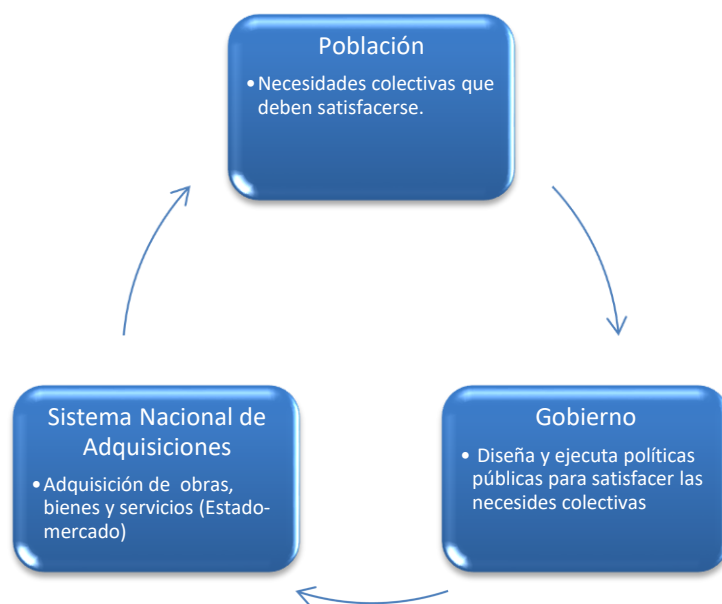 Población
•Necesidades colectivas que
deben satisfacerse.
Sistema Nacional de
Adquisiciones
•Adquisición de obras,
bienes y servicios (Estado-
mercado)
Gobierno
• Diseña y ejecuta políticas
públicas para satisfacer las
necesides colectivas